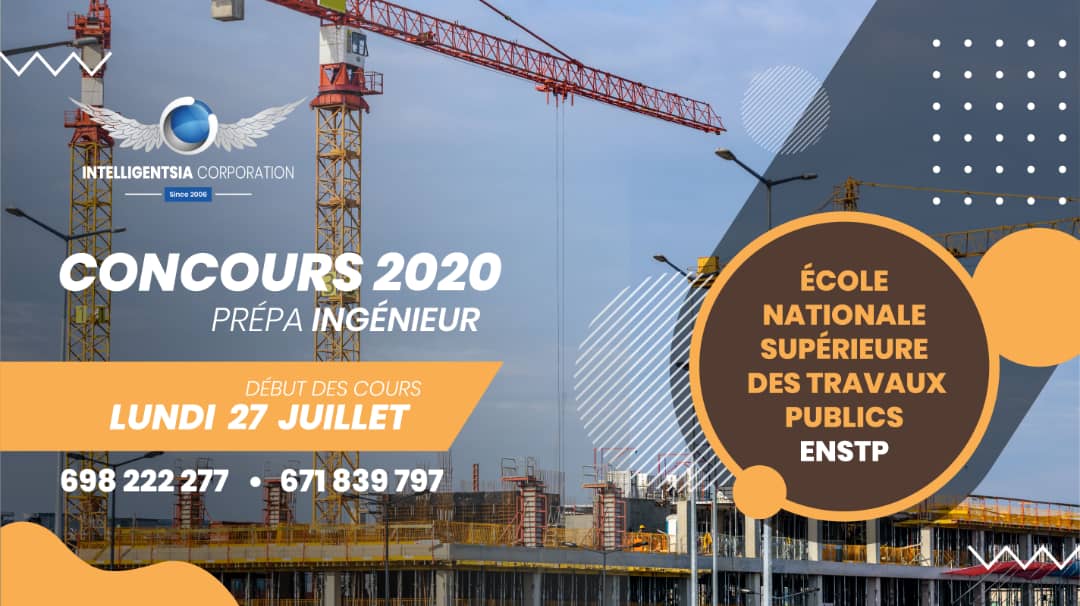 INTELLIGENTSIA CORPORATION
Since 2006
CONCOURS 2020
PRÉPA INGÉNIEUR
DÉBUT DES COURS
LUNDI 27 JUILLET
698 222 277 • 671 839 797
ÉCOLE
NATIONALE
SUPÉRIEURE
DES TRAVAUX
PUBLICS
ENSTP